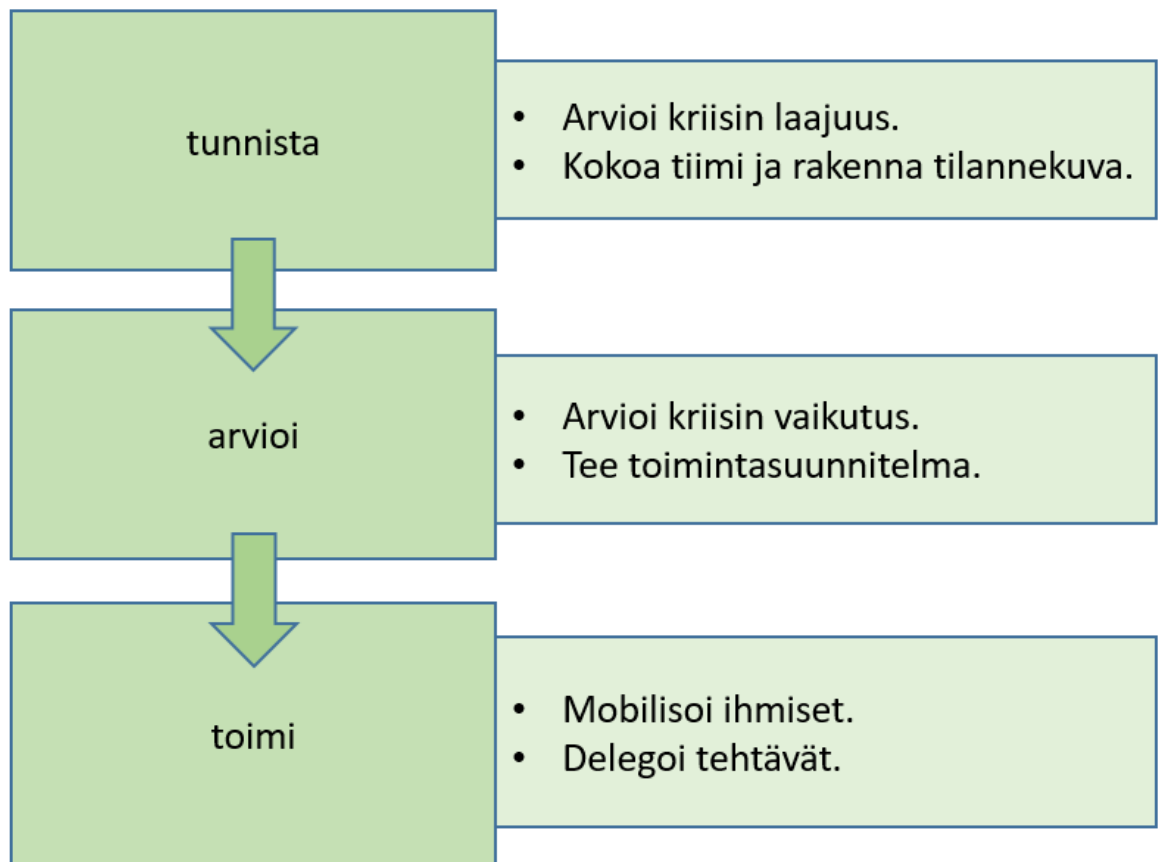 tunnista
• Arvioi kriisin laajuus.
• Kokoa tiimi ja rakenna tilannekuva.
arvioi
• Arvioi kriisin vaikutus.
• Tee toimintasuunnitelma.
toimi
• Mobilisoi ihmiset.
• Delegoi tehtävät.